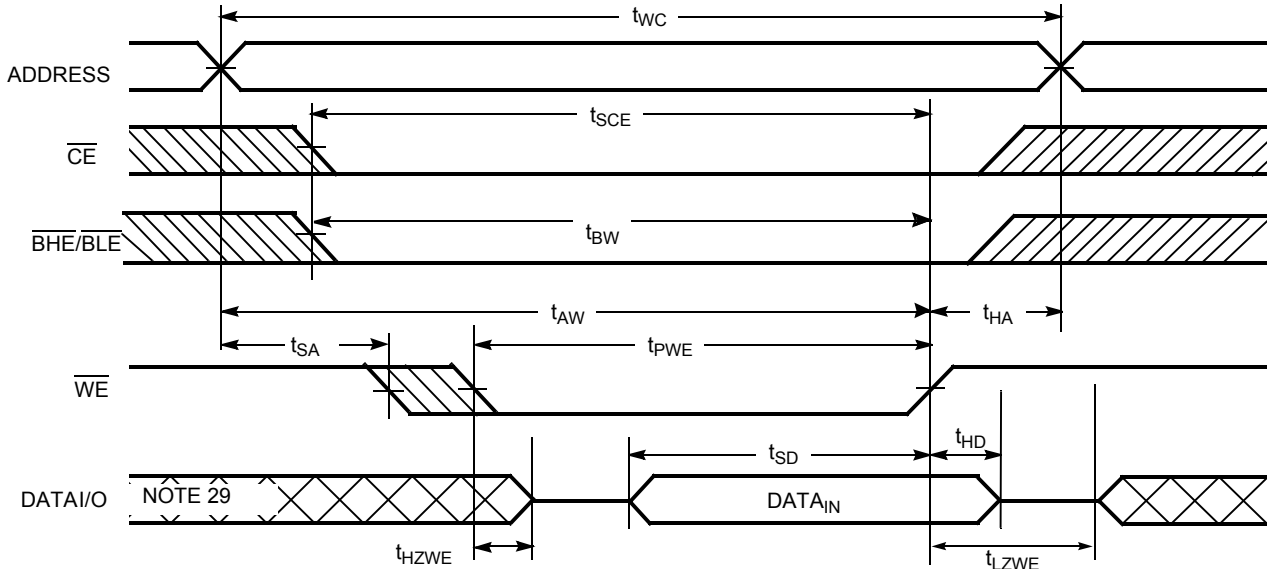 tWC
ADDRESS
tSCE
CE
tBW
BHE/BLE
tAW
tHA
tSA
tPWE
WE
tHD
tSD
DATAI/O
NOTE 29
DATAIN
tHZWE
tLZWE